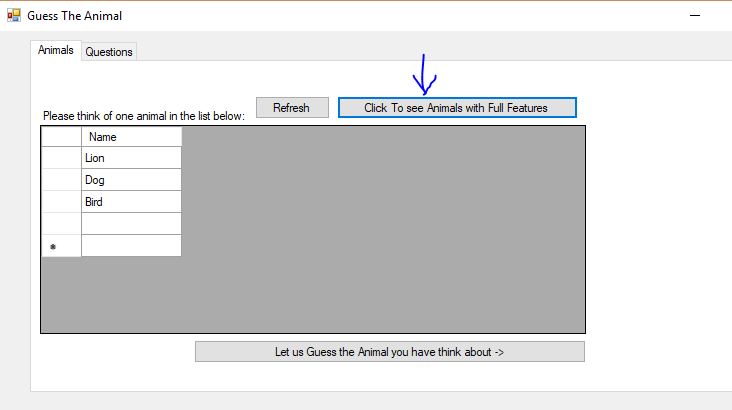 Guess The Animal
Animals
Questions
Refresh
Click To see Animals with Full Features
Please think of one animal in the list below:
Name
Lion
Dog
Bird
*
Let us Guess the Animal you have think about ->